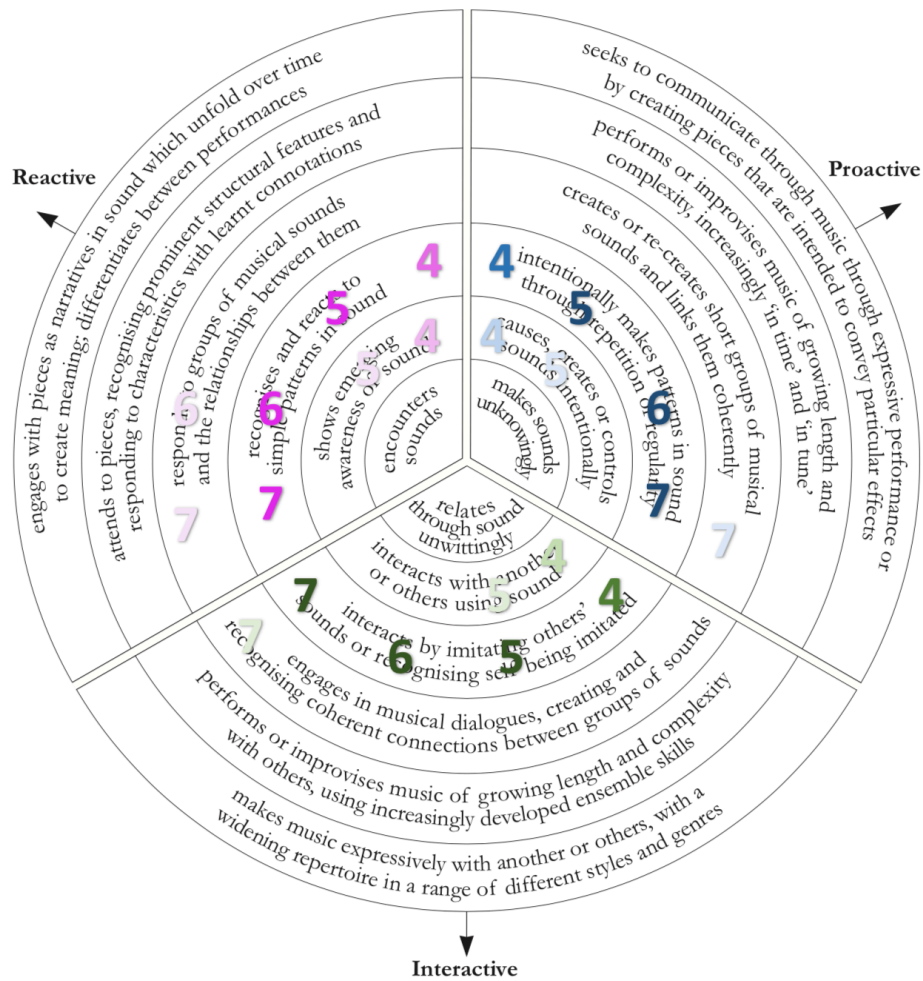 Reactive
engages with pieces as narratives in sound which unfold over time
to create meaning; differentiates between performances
attends to pieces, recognising prominent structural features and
responding to characteristics with learnt connotations
responds to groups of musical sounds
and the relationships between them
recognises and reacts to
simple patterns in sound
shows emerging
awareness of sound
encounters
sounds
4
5
4
5
6
6
7
7
Proactive
seeks to communicate through music through expressive performance or
by creating pieces that are intended to convey particular effects
performs or improvises music of growing length and
complexity, increasingly 'in time' and 'in tune'
creates or re-creates short groups of musical
sounds and links them coherently
intentionally makes patterns in sound
through repetition or regularity
causes, creates or controls
sounds intentionally
makes sounds
unknowingly
4
5
4
5
6
7
7
relates
through sound
unwittingly
interacts with another
or others using sound
interacts by imitating others'
sounds or recognising self being imitated
engages in musical dialogues, creating and
recognising coherent connections between groups of sounds
performs or improvises music of growing length and complexity
with others, using increasingly developed ensemble skills
makes music expressively with another or others, with a
widening repertoire in a range of different styles and genres
4
5
4
7
7
6
5
Interactive